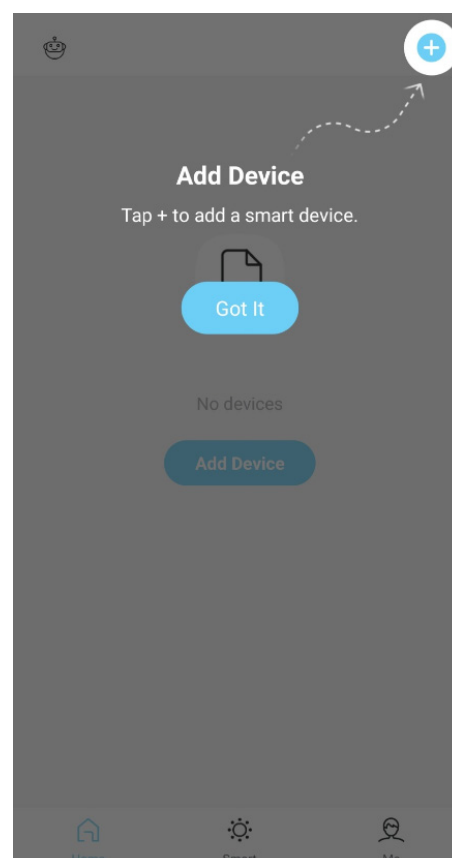 Add Device
Tap + to add a smart device.
Got It
No devices
Add Device